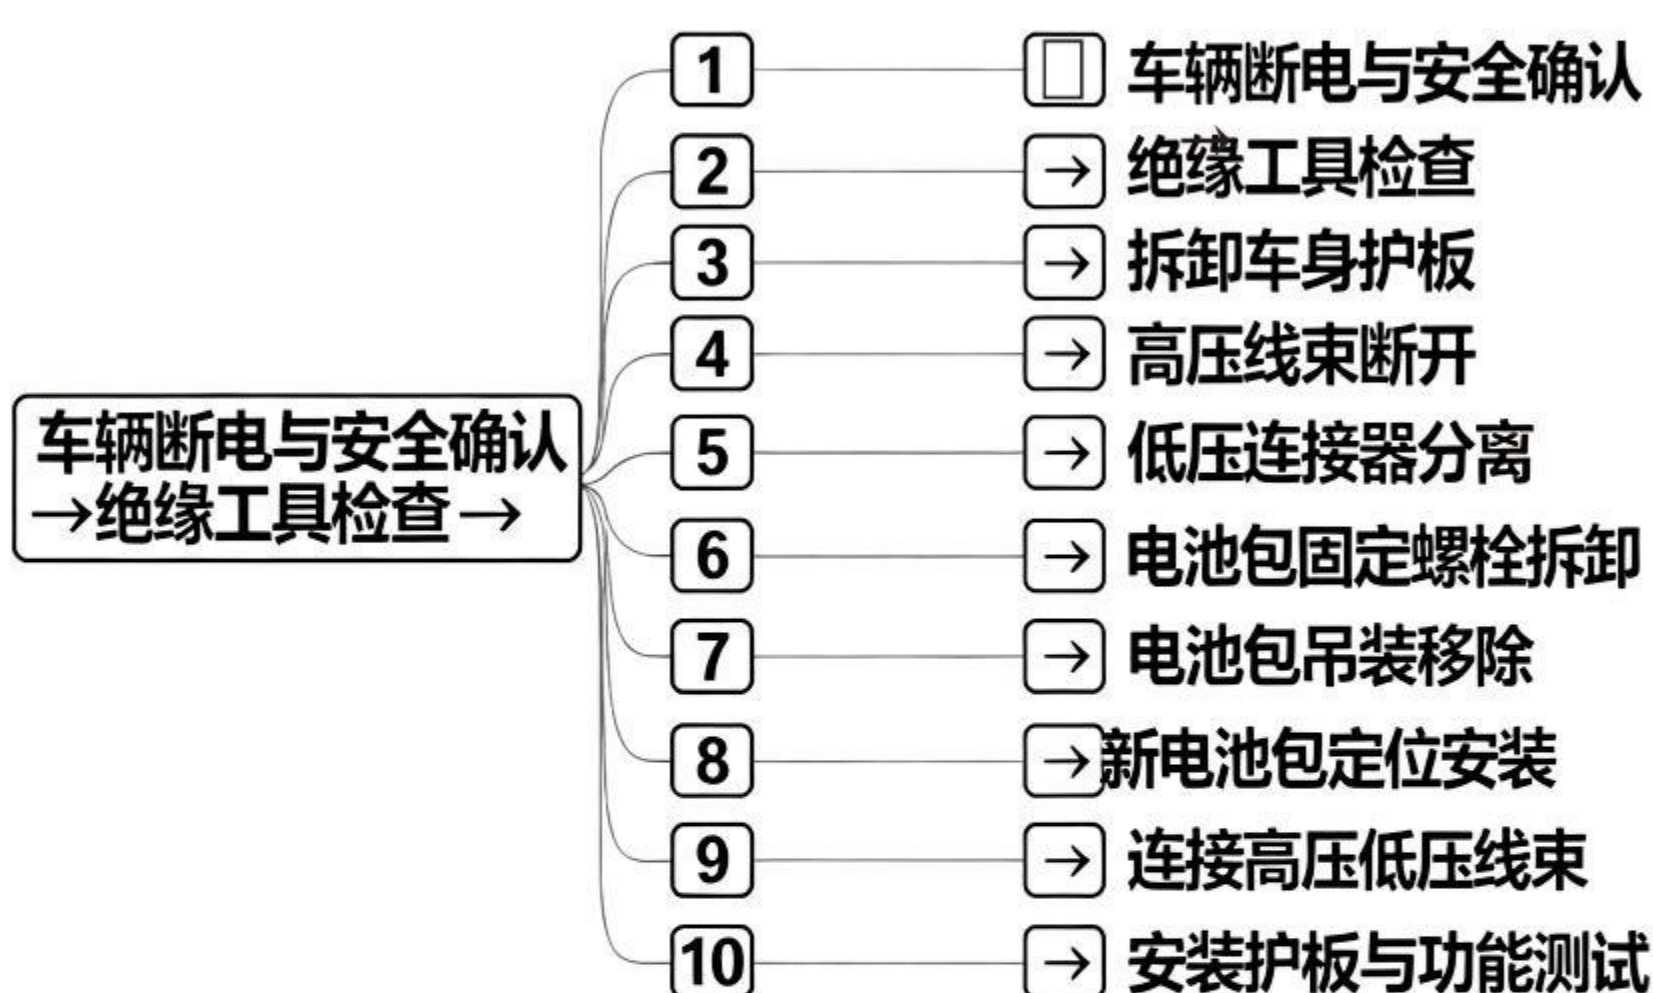 车辆断电与安全确认
→绝缘工具检查→
1 车辆断电与安全确认
2 → 绝缘工具检查
3 → 拆卸车身护板
4 → 高压线束断开
5 → 低压连接器分离
6 → 电池包固定螺栓拆卸
7 → 电池包吊装移除
8 → 新电池包定位安装
9 → 连接高压低压线束
10 → 安装护板与功能测试